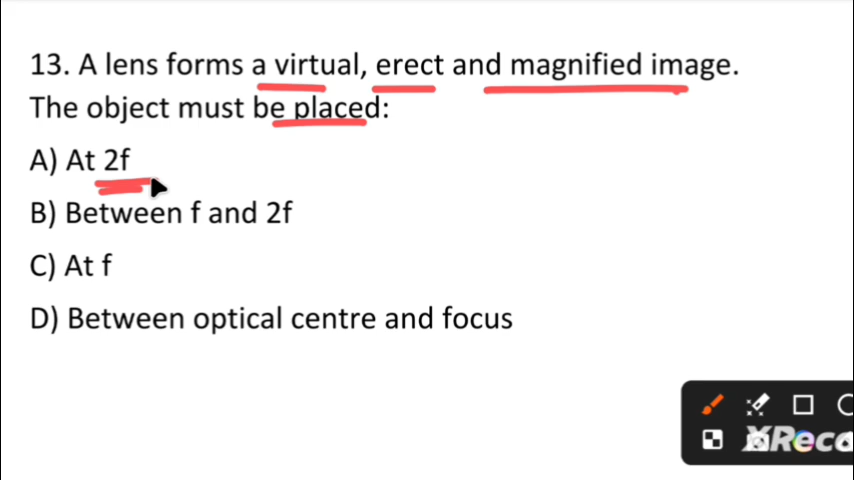 13. A lens forms a virtual, erect and magnified image.
The object must be placed:
A) At 2f
B) Between f and 2f
C) At f
D) Between optical centre and focus